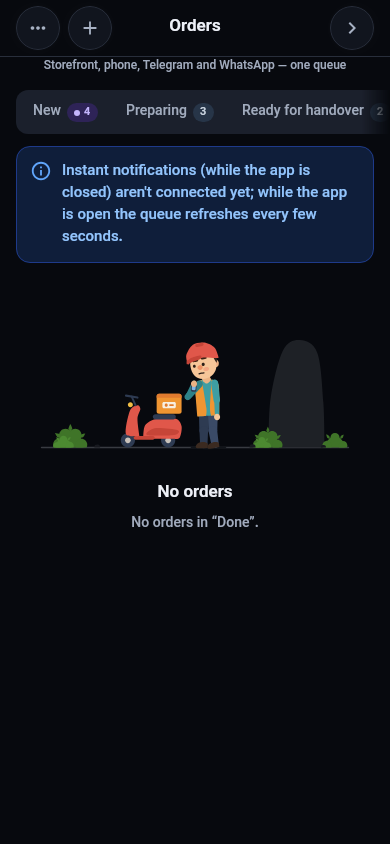 Orders
Storefront, phone, Telegram and WhatsApp — one queue
New 4 Preparing 3 Ready for handover 2
Instant notifications (while the app is
closed) aren't connected yet; while the app
is open the queue refreshes every few
seconds.
No orders
No orders in “Done”.